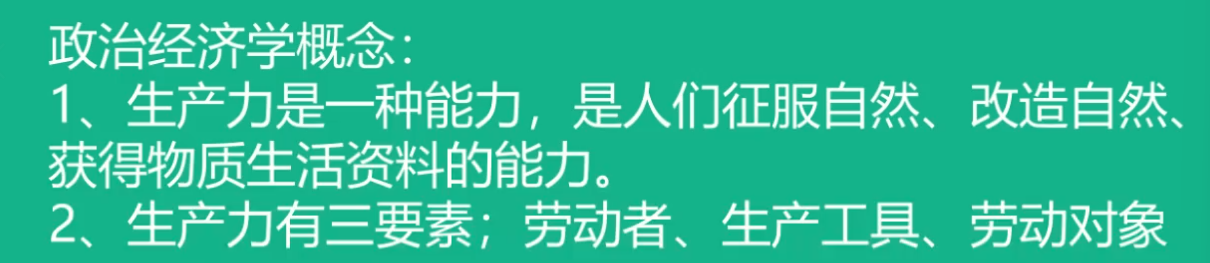 政治经济学概念：
1、生产力是一种能力，是人们征服自然、改造自然、
获得物质生活资料的能力。
2、生产力有三要素；劳动者、生产工具、劳动对象